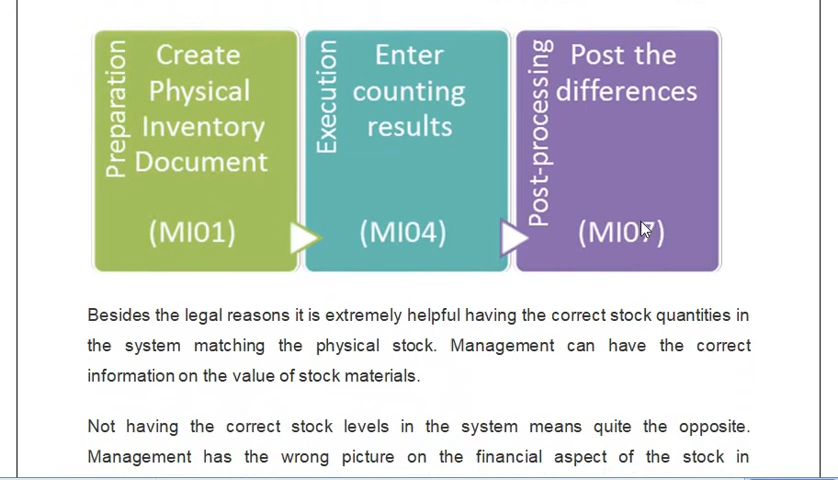 Preparation
Create
Physical
Inventory
Document
(MI01)
Execution
Enter
counting
results
(MI04)
Post-processing
Post the
differences
(MI07)
Besides the legal reasons it is extremely helpful having the correct stock quantities in
the system matching the physical stock. Management can have the correct
information on the value of stock materials.
Not having the correct stock levels in the system means quite the opposite.
Management has the wrong picture on the financial aspect of the stock in